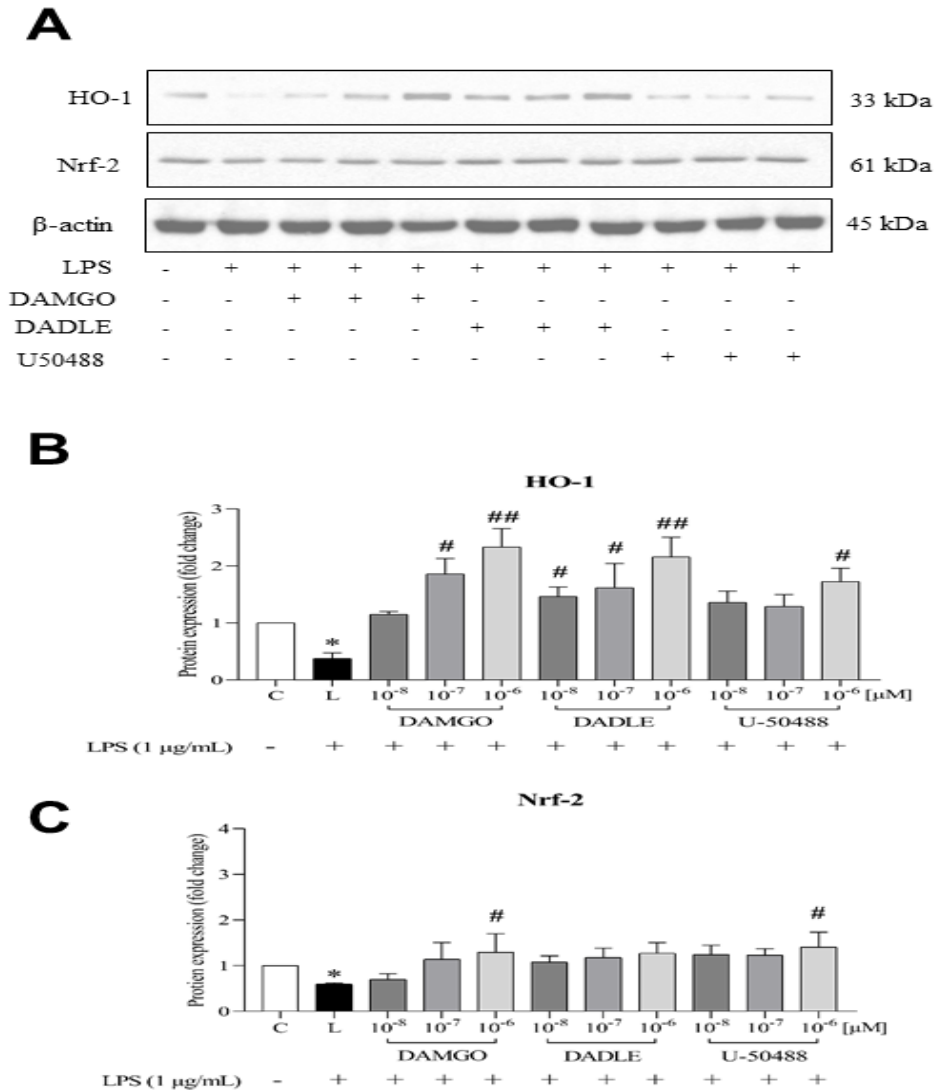 A
HO-1 33 kDa
Nrf-2 61 kDa
β-actin 45 kDa
LPS - + + + + + + + + + +
DAMGO - - + + + - - - - - -
DADLE - - - - - + + + - - -
U50488 - - - - - - - - + + +
B
HO-1
Protein expression (fold change)
3
2
1
0
* # ## # # ## #
C L 10⁻⁸ 10⁻⁷ 10⁻⁶ 10⁻⁸ 10⁻⁷ 10⁻⁶ 10⁻⁸ 10⁻⁷ 10⁻⁶ [μM]
DAMGO DADLE U-50488
LPS (1 μg/mL) - + + + + + + + + + +
C
Nrf-2
Protien expression (fold change)
4
3
2
1
0
* # #
C L 10⁻⁸ 10⁻⁷ 10⁻⁶ 10⁻⁸ 10⁻⁷ 10⁻⁶ 10⁻⁸ 10⁻⁷ 10⁻⁶ [μM]
DAMGO DADLE U-50488
LPS (1 μg/mL) - + + + + + + + + + +